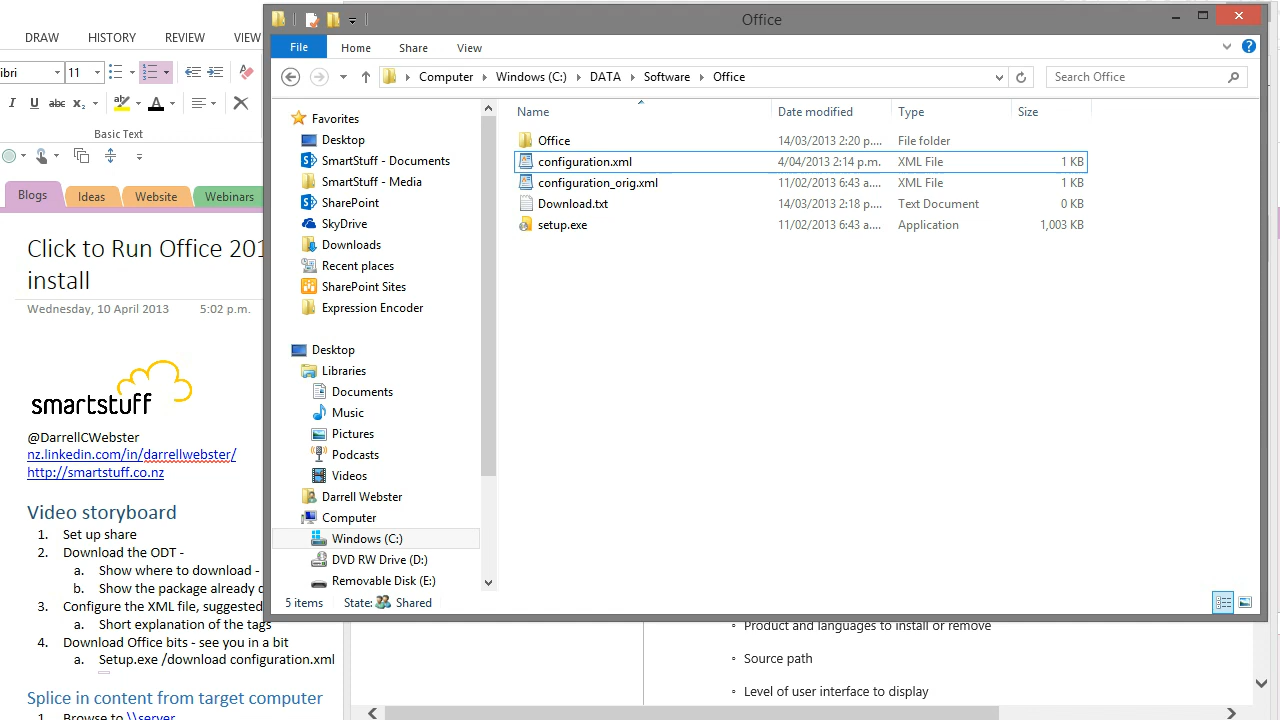 Office
DRAW HISTORY REVIEW VIEW
File Home Share View
11
Computer Windows (C:) DATA Software Office
Search Office
I U abc x₂ A
Basic Text
Name Date modified Type Size
Favorites
Desktop
SmartStuff - Documents
SmartStuff - Media
SharePoint
SkyDrive
Downloads
Recent places
SharePoint Sites
Expression Encoder
Desktop
Libraries
Documents
Music
Pictures
Podcasts
Videos
Darrell Webster
Computer
Windows (C:)
DVD RW Drive (D:)
Removable Disk (E:)
Office 14/03/2013 2:20 p.... File folder
configuration.xml 4/04/2013 2:14 p.m. XML File 1 KB
configuration_orig.xml 11/02/2013 6:43 a.... XML File 1 KB
Download.txt 14/03/2013 2:18 p.... Text Document 0 KB
setup.exe 11/02/2013 6:43 a.... Application 1,003 KB
5 items State: Shared
Blogs Ideas Website Webinars
Click to Run Office 201
install
Wednesday, 10 April 2013 5:02 p.m.
smartstuff
@DarrellCWebster
nz.linkedin.com/in/darrellwebster/
http://smartstuff.co.nz
Video storyboard
1. Set up share
2. Download the ODT -
a. Show where to download -
b. Show the package already
3. Configure the XML file, suggested
a. Short explanation of the tags
4. Download Office bits - see you in a bit
a. Setup.exe /download configuration.xml
Splice in content from target computer
1. Browse to \\server
▫ Product and languages to install or remove
▫ Source path
▫ Level of user interface to display